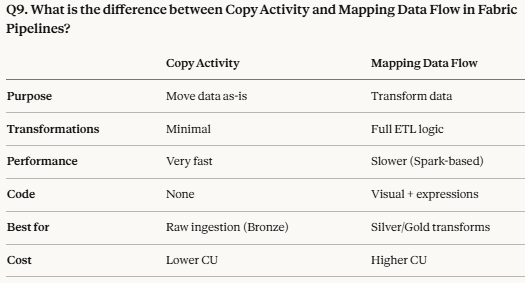 Q9. What is the difference between Copy Activity and Mapping Data Flow in Fabric
Pipelines?
Copy Activity Mapping Data Flow
Purpose Move data as-is Transform data
Transformations Minimal Full ETL logic
Performance Very fast Slower (Spark-based)
Code None Visual + expressions
Best for Raw ingestion (Bronze) Silver/Gold transforms
Cost Lower CU Higher CU